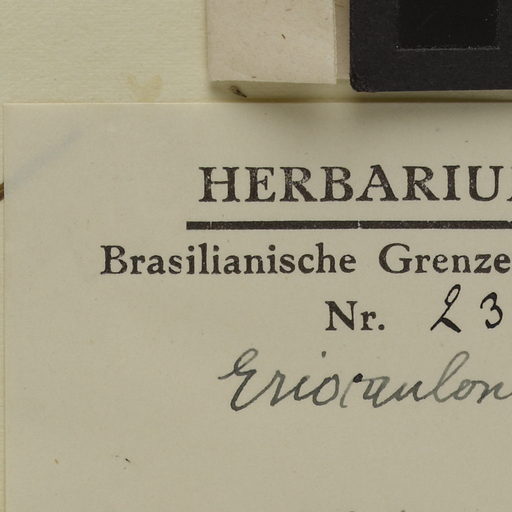 HERBARIU
Brasilianische Grenze
Nr. 23
Eriocaulon